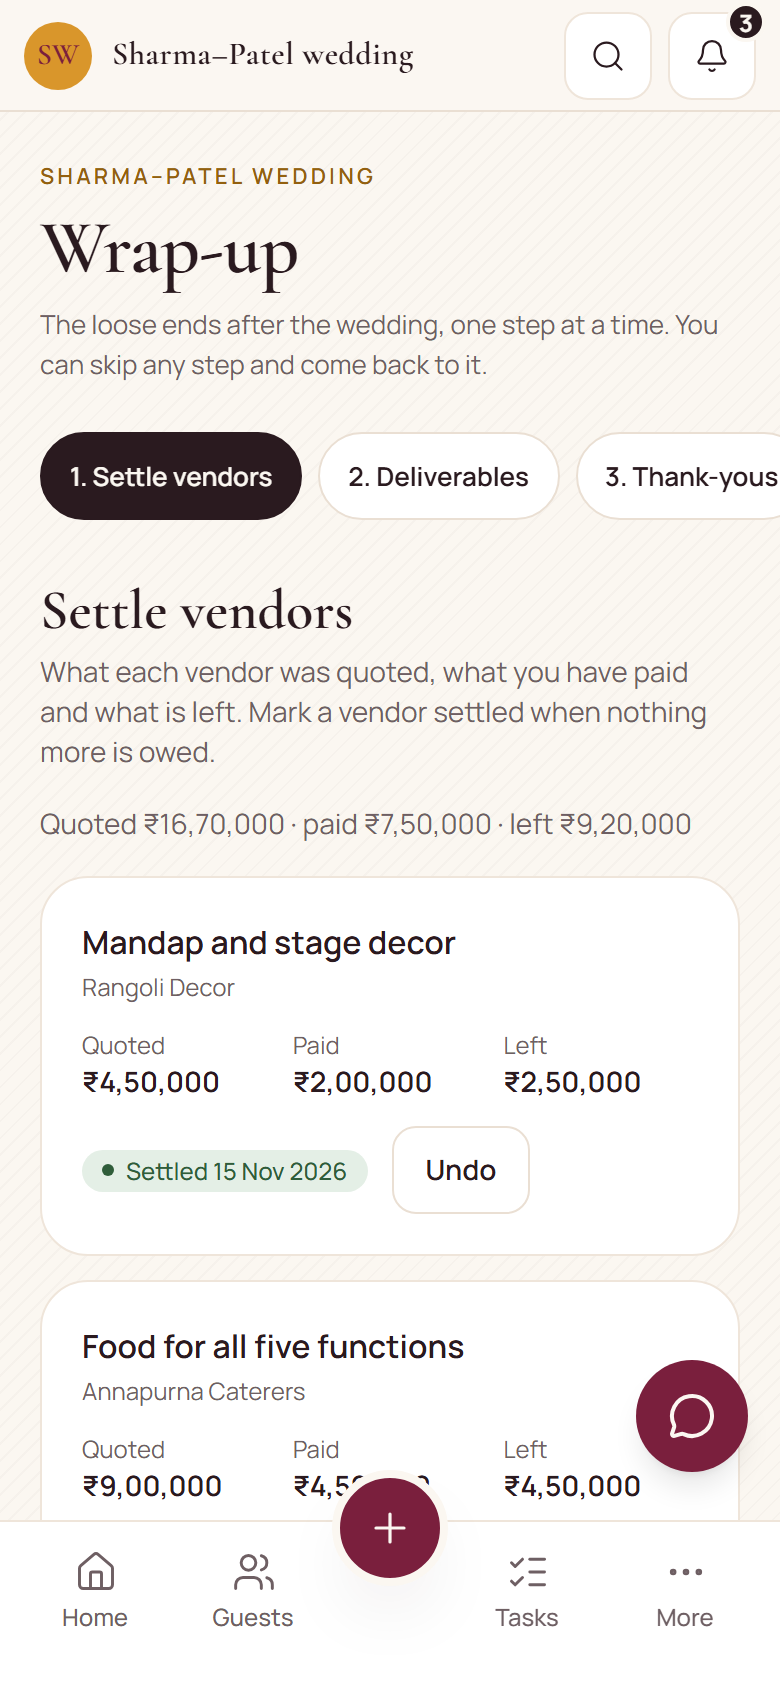 SW
Sharma–Patel wedding
3
SHARMA–PATEL WEDDING
Wrap-up
The loose ends after the wedding, one step at a time. You
can skip any step and come back to it.
1. Settle vendors
2. Deliverables
3. Thank-yous
Settle vendors
What each vendor was quoted, what you have paid
and what is left. Mark a vendor settled when nothing
more is owed.
Quoted ₹16,70,000 · paid ₹7,50,000 · left ₹9,20,000
Mandap and stage decor
Rangoli Decor
Quoted Paid Left
₹4,50,000 ₹2,00,000 ₹2,50,000
Settled 15 Nov 2026
Undo
Food for all five functions
Annapurna Caterers
Quoted Paid Left
₹9,00,000 ₹4,50,000
Home Guests Tasks More